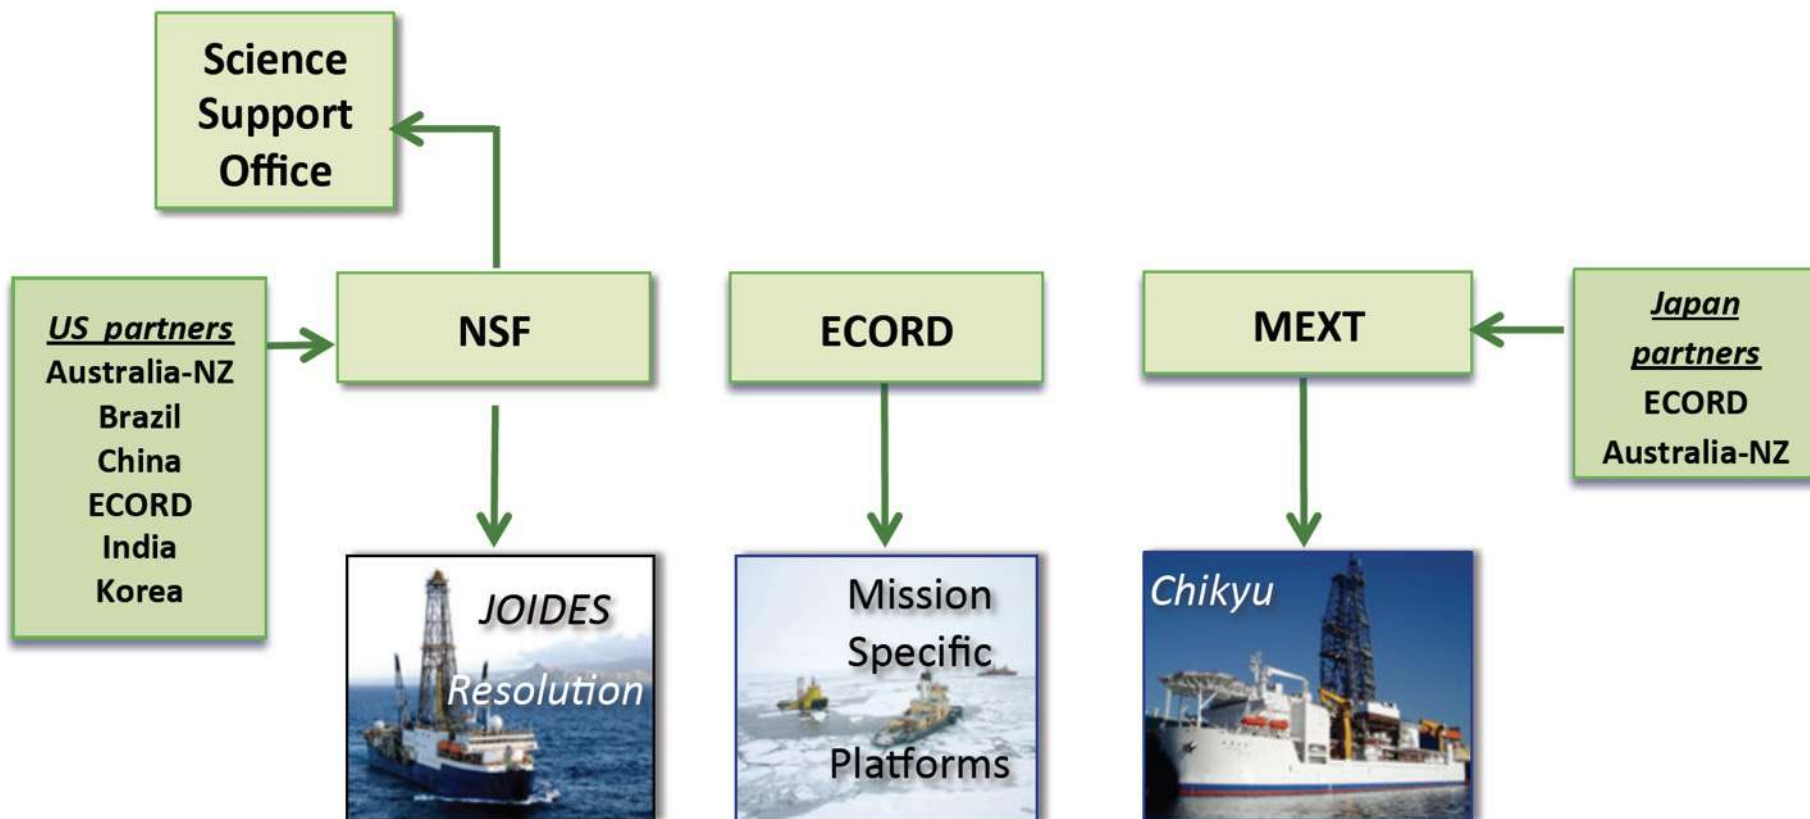 Science
Support
Office
US partners
Australia-NZ
Brazil
China
ECORD
India
Korea
NSF
ECORD
MEXT
Japan
partners
ECORD
Australia-NZ
JOIDES
Resolution
Mission
Specific
Platforms
Chikyu